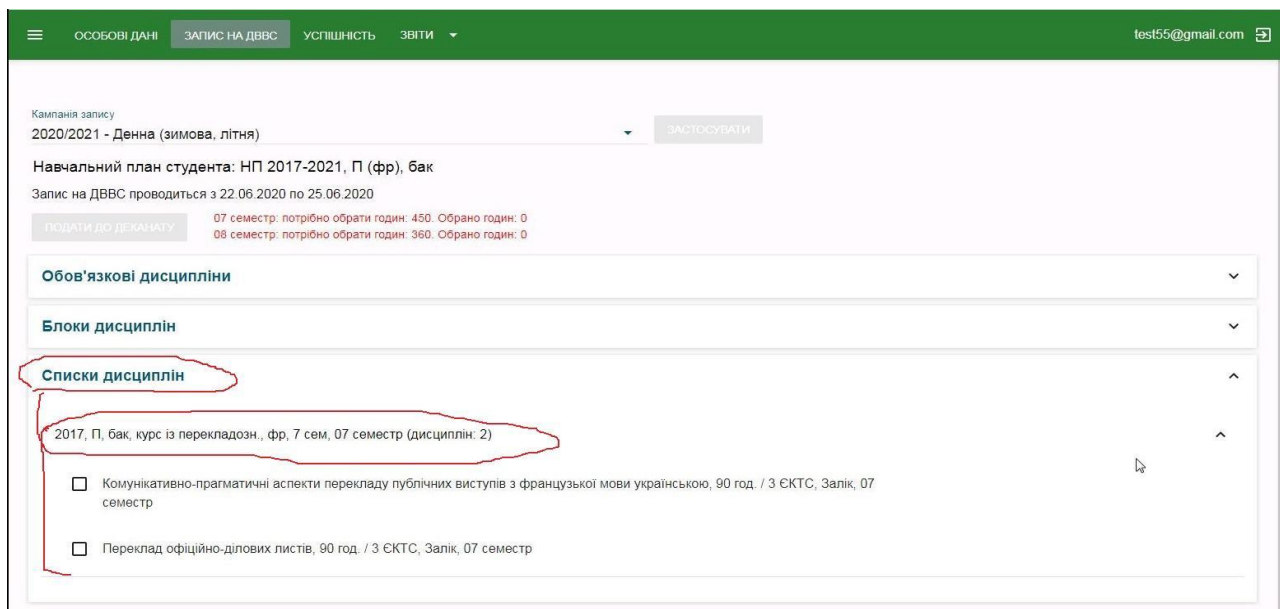 ОСОБОВІ ДАНІ ЗАПИС НА ДВВС УСПІШНІСТЬ ЗВІТИ test55@gmail.com
Кампанія запису
2020/2021 - Денна (зимова, літня) ЗАСТОСУВАТИ
Навчальний план студента: НП 2017-2021, П (фр), бак
Запис на ДВВС проводиться з 22.06.2020 по 25.06.2020
ПОДАТИ ДО ДЕКАНАТУ
07 семестр: потрібно обрати годин: 450. Обрано годин: 0
08 семестр: потрібно обрати годин: 360. Обрано годин: 0
Обов'язкові дисципліни
Блоки дисциплін
Списки дисциплін
2017, П, бак, курс із перекладозн., фр, 7 сем, 07 семестр (дисциплін: 2)
Комунікативно-прагматичні аспекти перекладу публічних виступів з французької мови українською, 90 год. / 3 ЄКТС, Залік, 07
семестр
Переклад офіційно-ділових листів, 90 год. / 3 ЄКТС, Залік, 07 семестр